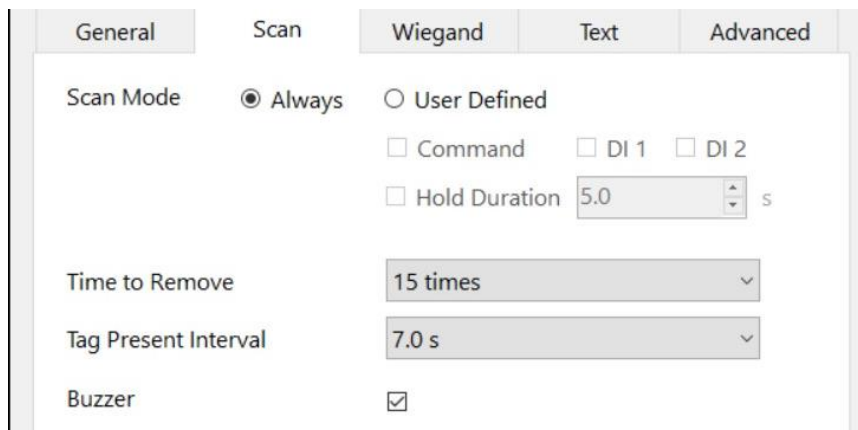 General Scan Wiegand Text Advanced
Scan Mode Always User Defined
Command DI 1 DI 2
Hold Duration 5.0 s
Time to Remove 15 times
Tag Present Interval 7.0 s
Buzzer